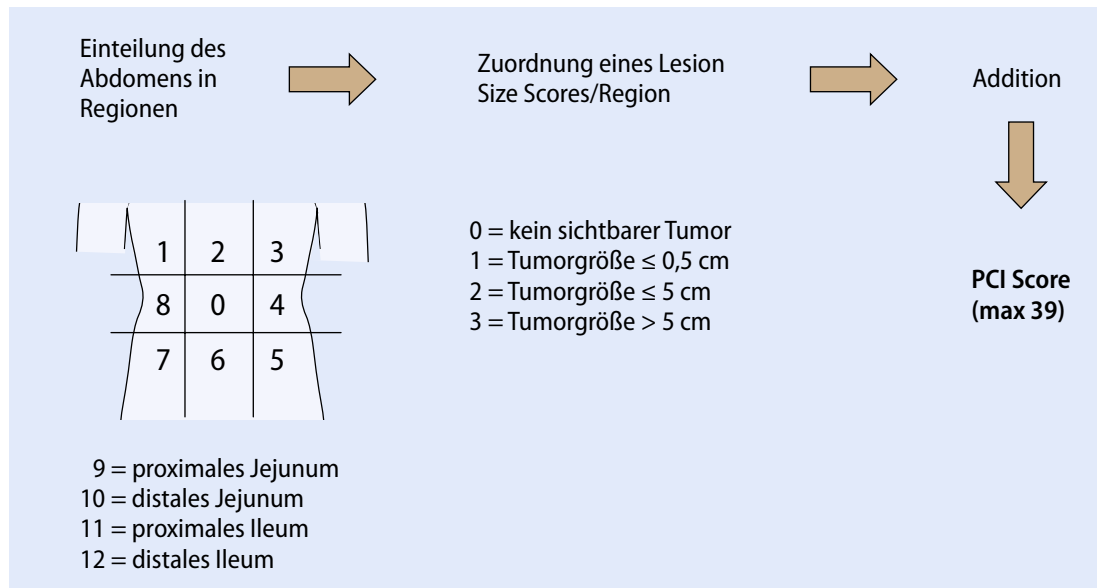 Einteilung des
Abdomens in
Regionen
Zuordnung eines Lesion
Size Scores/Region
Addition
1 2 3
8 0 4
7 6 5
9 = proximales Jejunum
10 = distales Jejunum
11 = proximales Ileum
12 = distales Ileum
0 = kein sichtbarer Tumor
1 = Tumorgröße ≤ 0,5 cm
2 = Tumorgröße ≤ 5 cm
3 = Tumorgröße > 5 cm
PCI Score
(max 39)